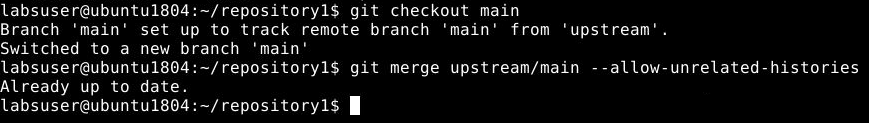 labsuser@ubuntu1804:~/repository1$ git checkout main
Branch 'main' set up to track remote branch 'main' from 'upstream'.
Switched to a new branch 'main'
labsuser@ubuntu1804:~/repository1$ git merge upstream/main --allow-unrelated-histories
Already up to date.
labsuser@ubuntu1804:~/repository1$